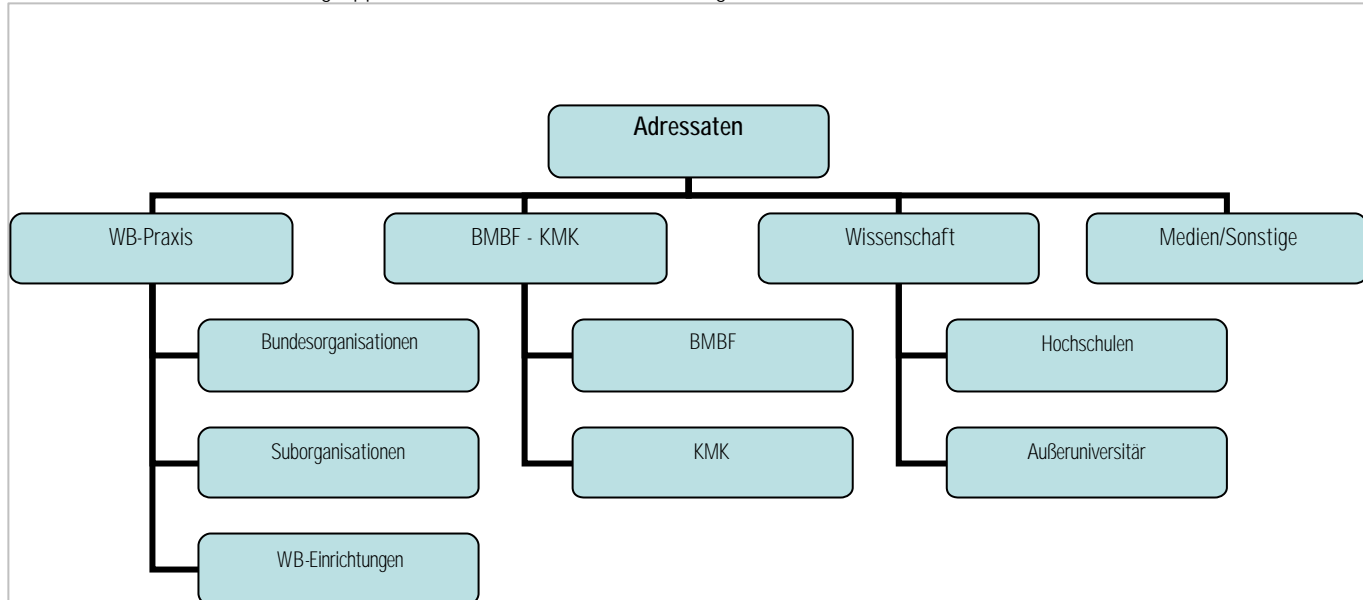 Adressaten
WB-Praxis
BMBF - KMK
Wissenschaft
Medien/Sonstige
Bundesorganisationen
BMBF
Hochschulen
Suborganisationen
KMK
Außeruniversitär
WB-Einrichtungen